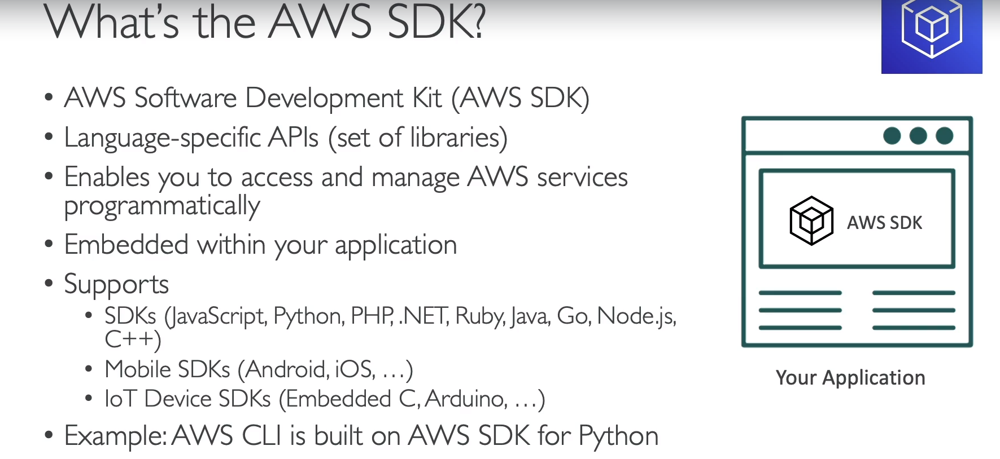 What's the AWS SDK?
• AWS Software Development Kit (AWS SDK)
• Language-specific APIs (set of libraries)
• Enables you to access and manage AWS services
programmatically
• Embedded within your application
• Supports
• SDKs (JavaScript, Python, PHP, .NET, Ruby, Java, Go, Node.js,
C++)
• Mobile SDKs (Android, iOS, …)
• IoT Device SDKs (Embedded C, Arduino, …)
• Example: AWS CLI is built on AWS SDK for Python
AWS SDK
Your Application